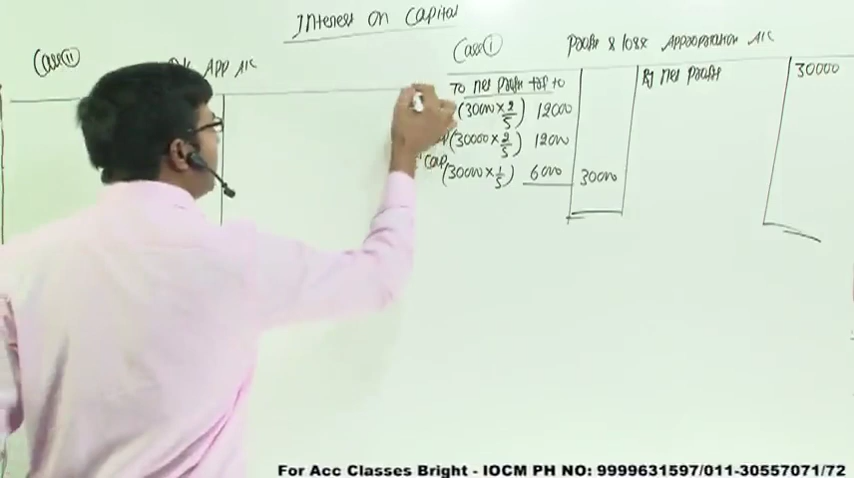 Interest on Capital
Case (i) Profit & loss Appropriation A/C
To Net Profit tsf to
(30000 × 2/5) 12000
(30000 × 2/5) 12000
Cap (30000 × 1/5) 6000 30000
By Net Profit 30000
Case (ii)
APP A/C
For Acc Classes Bright - IOCM PH NO: 9999631597/011-30557071/72